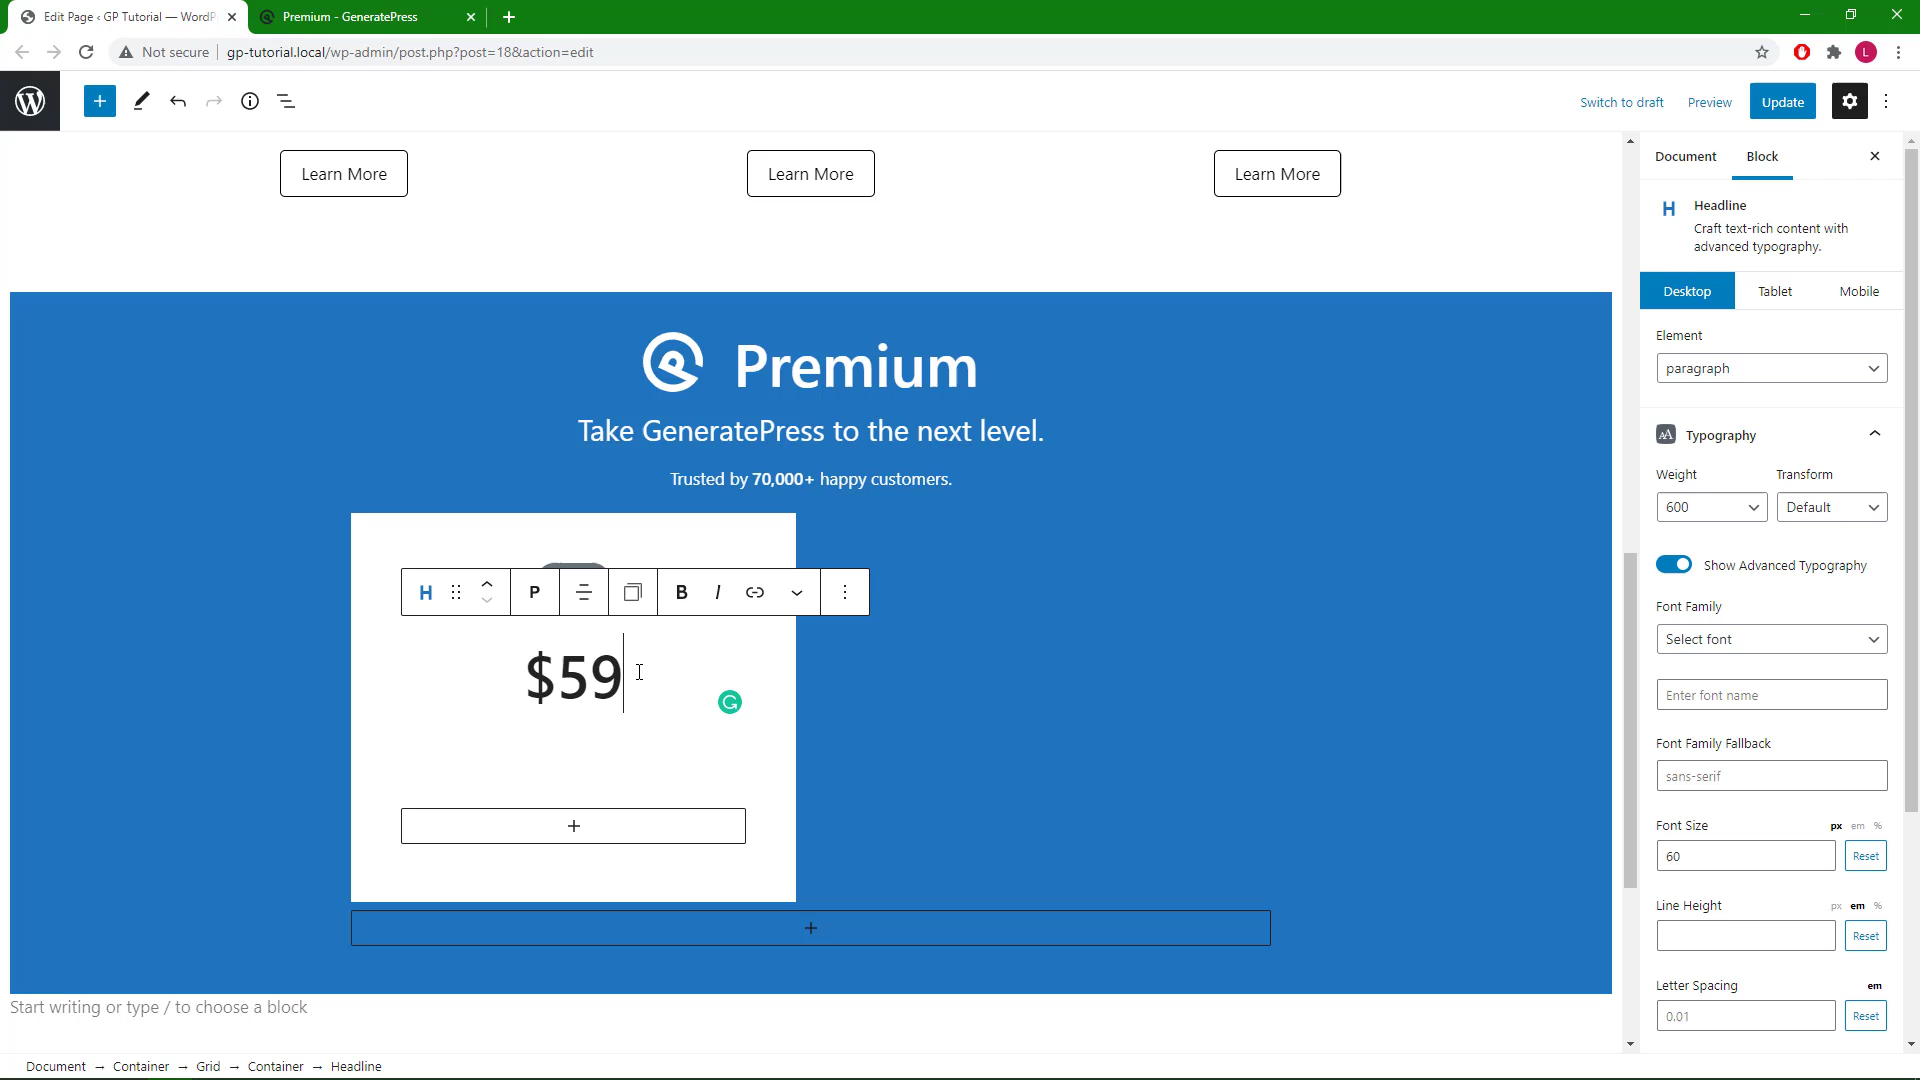 Edit Page ‹ GP Tutorial — WordP
Premium - GeneratePress
Not secure
gp-tutorial.local/wp-admin/post.php?post=18&action=edit
L
Switch to draft
Preview
Update
Learn More
Learn More
Learn More
Premium
Take GeneratePress to the next level.
Trusted by 70,000+ happy customers.
H
P
B
I
$59
Start writing or type / to choose a block
Document → Container → Grid → Container → Headline
Document
Block
H
Headline
Craft text-rich content with
advanced typography.
Desktop
Tablet
Mobile
Element
paragraph
AA
Typography
Weight
Transform
600
Default
Show Advanced Typography
Font Family
Select font
Enter font name
Font Family Fallback
sans-serif
Font Size
px em %
60
Reset
Line Height
px em %
Reset
Letter Spacing
em
0.01
Reset